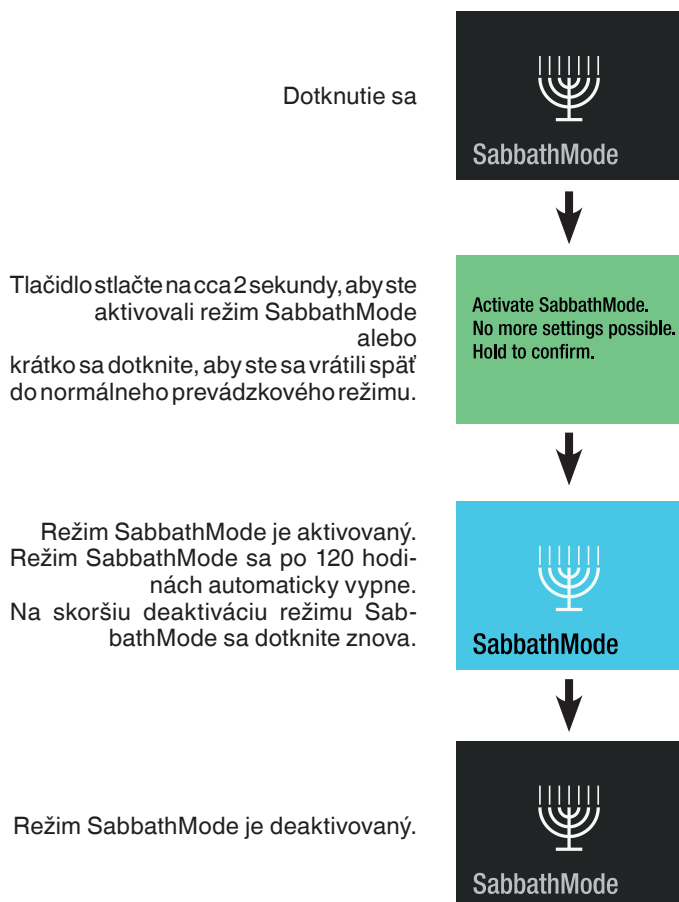 Dotknutie sa
SabbathMode
Tlačidlo stlačte na cca 2 sekundy, aby ste
aktivovali režim SabbathMode
alebo
krátko sa dotknite, aby ste sa vrátili späť
do normálneho prevádzkového režimu.
Activate SabbathMode.
No more settings possible.
Hold to confirm.
Režim SabbathMode je aktivovaný.
Režim SabbathMode sa po 120 hodi-
nách automaticky vypne.
Na skoršiu deaktiváciu režimu Sab-
bathMode sa dotknite znova.
SabbathMode
Režim SabbathMode je deaktivovaný.
SabbathMode